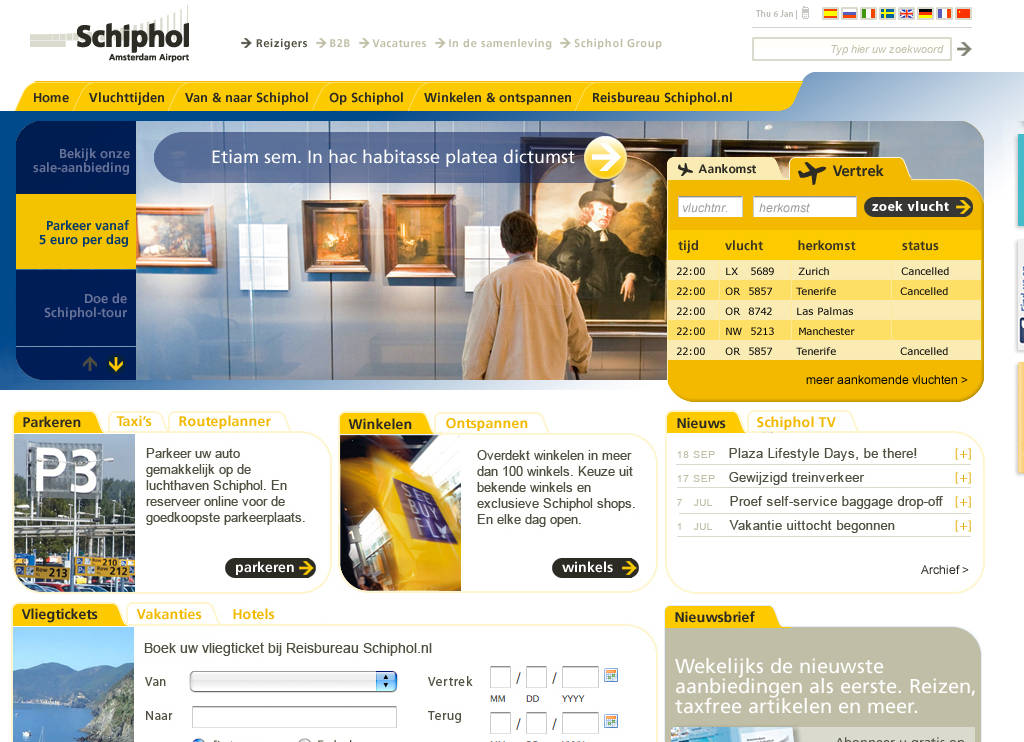 Schiphol
Amsterdam Airport
Reizigers B2B Vacatures In de samenleving Schiphol Group
Thu 6 Jan |
Typ hier uw zoekwoord
Home Vluchttijden Van & naar Schiphol Op Schiphol Winkelen & ontspannen Reisbureau Schiphol.nl
Bekijk onze
sale-aanbieding
Parkeer vanaf
5 euro per dag
Doe de
Schiphol-tour
Etiam sem. In hac habitasse platea dictumst
Aankomst Vertrek
vluchtnr. herkomst zoek vlucht
tijd vlucht herkomst status
22:00 LX 5689 Zurich Cancelled
22:00 OR 5857 Tenerife Cancelled
22:00 OR 8742 Las Palmas
22:00 NW 5213 Manchester
22:00 OR 5857 Tenerife Cancelled
meer aankomende vluchten >
Parkeren Taxi's Routeplanner
P3
210
213 212
Parkeer uw auto
gemakkelijk op de
luchthaven Schiphol. En
reserveer online voor de
goedkoopste parkeerplaats.
parkeren
Winkelen Ontspannen
SEE
BUY
FLY
Overdekt winkelen in meer
dan 100 winkels. Keuze uit
bekende winkels en
exclusieve Schiphol shops.
En elke dag open.
winkels
Nieuws Schiphol TV
18 SEP Plaza Lifestyle Days, be there! [+]
17 SEP Gewijzigd treinverkeer [+]
7 JUL Proef self-service baggage drop-off [+]
1 JUL Vakantie uittocht begonnen [+]
Archief >
Vliegtickets Vakanties Hotels
Boek uw vliegticket bij Reisbureau Schiphol.nl
Van
Naar
Vertrek / /
MM DD YYYY
Terug / /
Nieuwsbrief
Wekelijks de nieuwste
aanbiedingen als eerste. Reizen,
taxfree artikelen en meer.
Abonneer u gratis op